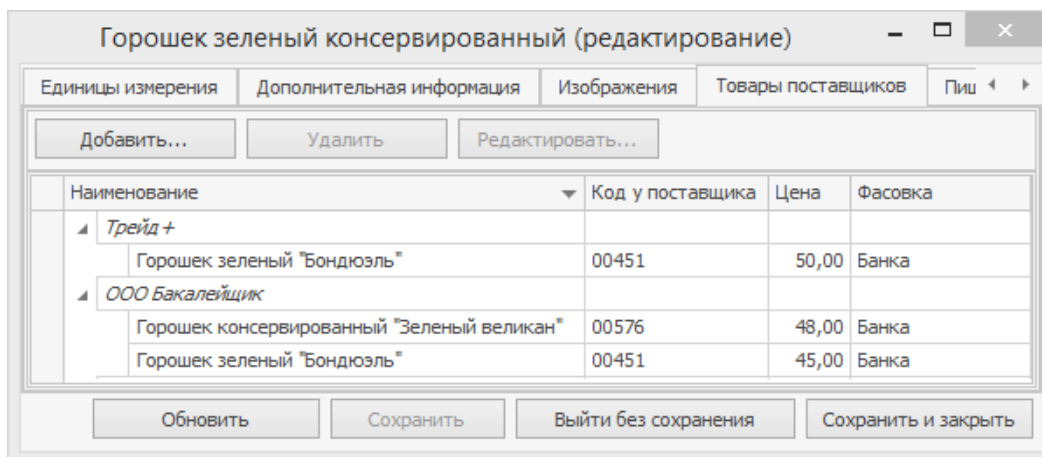 Горошек зеленый консервированный (редактирование)
Единицы измерения Дополнительная информация Изображения Товары поставщиков Пищ
Добавить... Удалить Редактировать...
Наименование Код у поставщика Цена Фасовка
Трейд+
Горошек зеленый "Бондюэль" 00451 50,00 Банка
ООО Бакалейщик
Горошек консервированный "Зеленый великан" 00576 48,00 Банка
Горошек зеленый "Бондюэль" 00451 45,00 Банка
Обновить Сохранить Выйти без сохранения Сохранить и закрыть